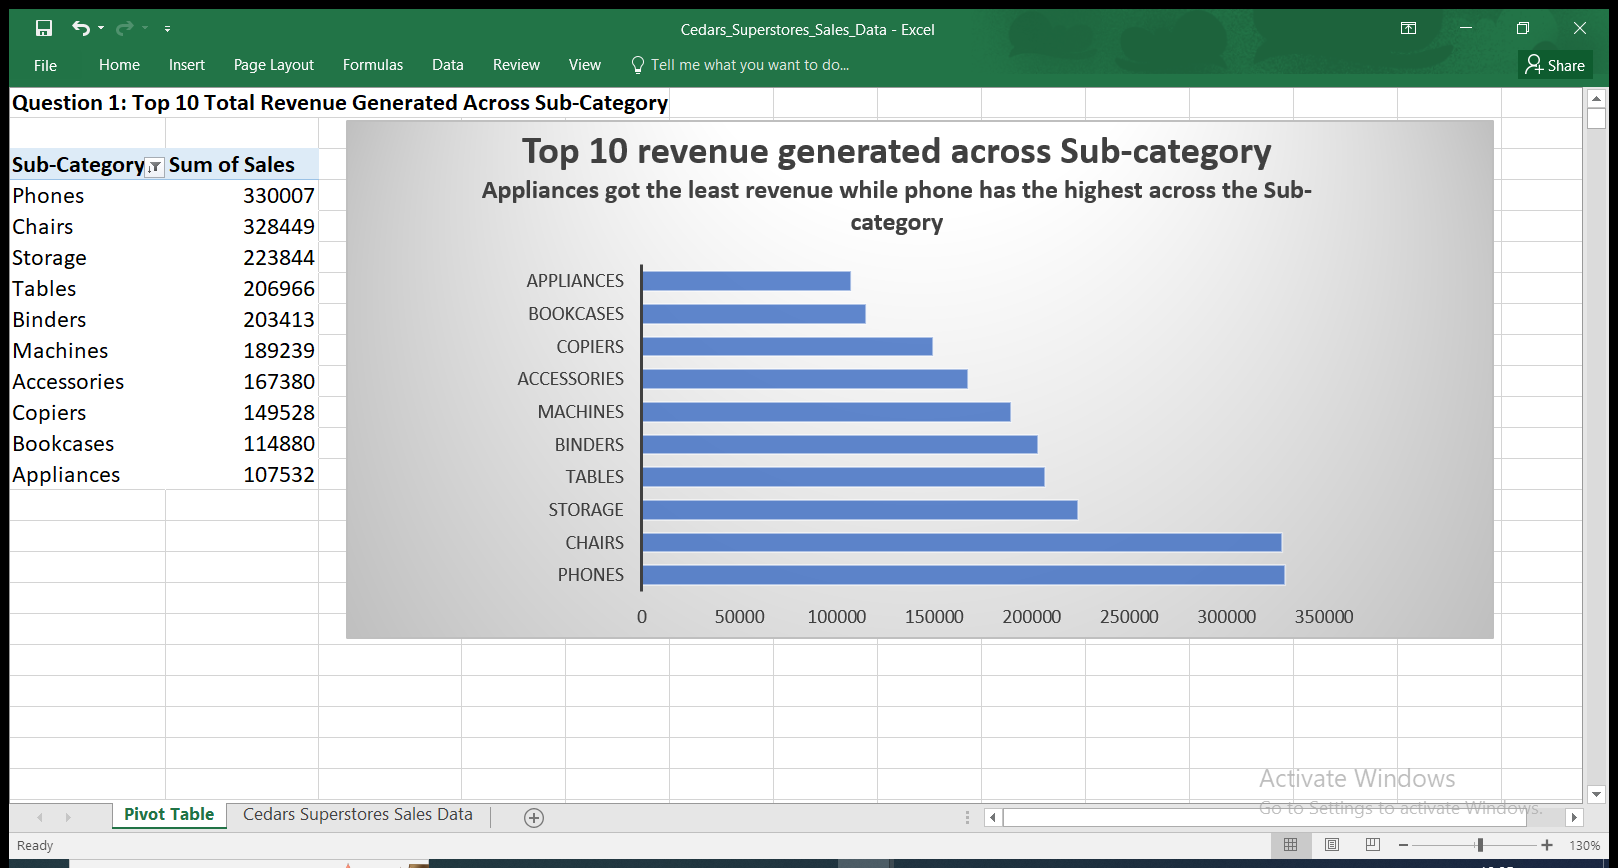 Cedars_Superstores_Sales_Data - Excel
File Home Insert Page Layout Formulas Data Review View Tell me what you want to do... Share
Question 1: Top 10 Total Revenue Generated Across Sub-Category
Sub-Category Sum of Sales
Phones 330007
Chairs 328449
Storage 223844
Tables 206966
Binders 203413
Machines 189239
Accessories 167380
Copiers 149528
Bookcases 114880
Appliances 107532
Top 10 revenue generated across Sub-category
Appliances got the least revenue while phone has the highest across the Sub-
category
APPLIANCES
BOOKCASES
COPIERS
ACCESSORIES
MACHINES
BINDERS
TABLES
STORAGE
CHAIRS
PHONES
0 50000 100000 150000 200000 250000 300000 350000
Activate Windows
Go to Settings to activate Windows.
Pivot Table Cedars Superstores Sales Data
Ready 130%